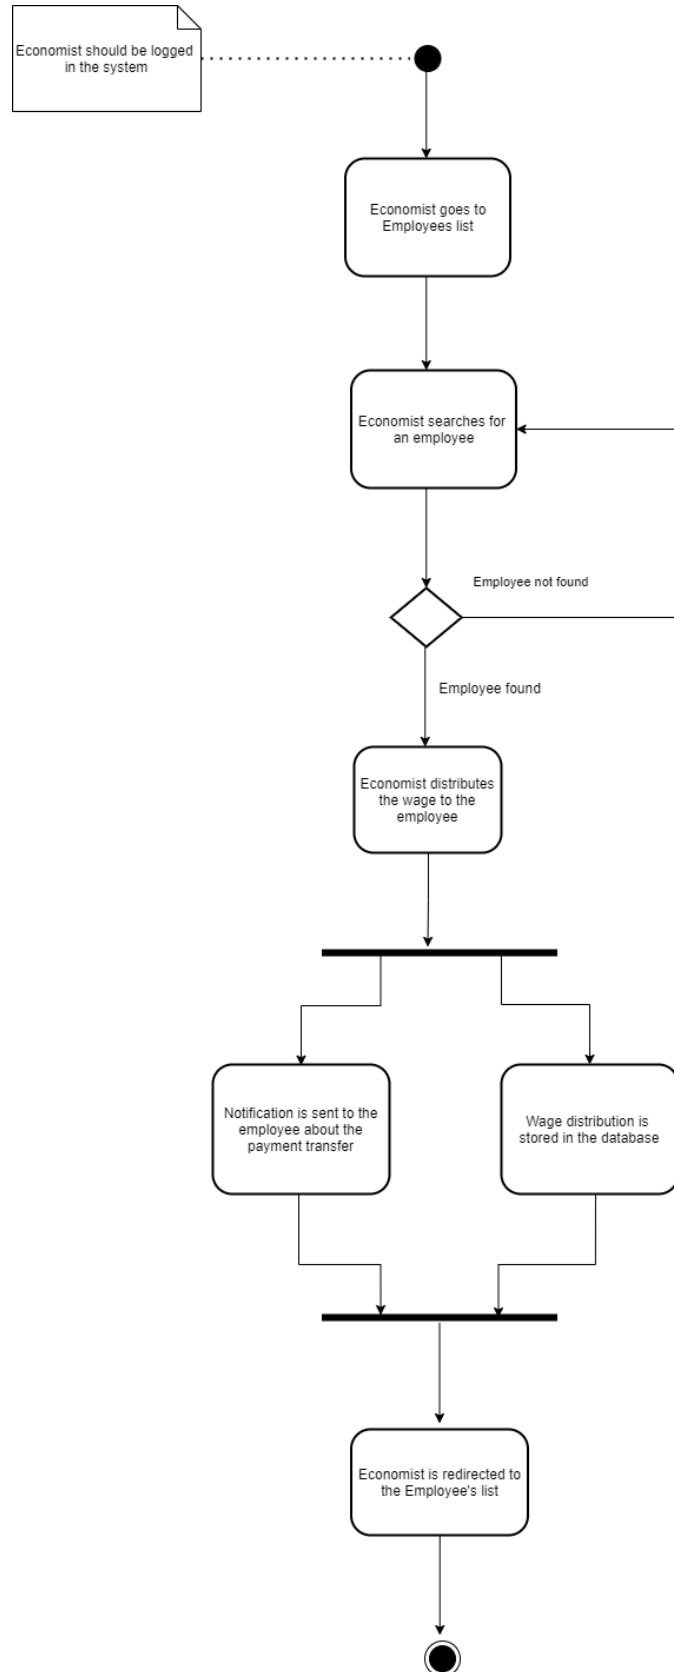 Economist should be logged
in the system
Economist goes to
Employees list
Economist searches for
an employee
Employee not found
Employee found
Economist distributes
the wage to the
employee
Notification is sent to the
employee about the
payment transfer
Wage distribution is
stored in the database
Economist is redirected to
the Employee's list